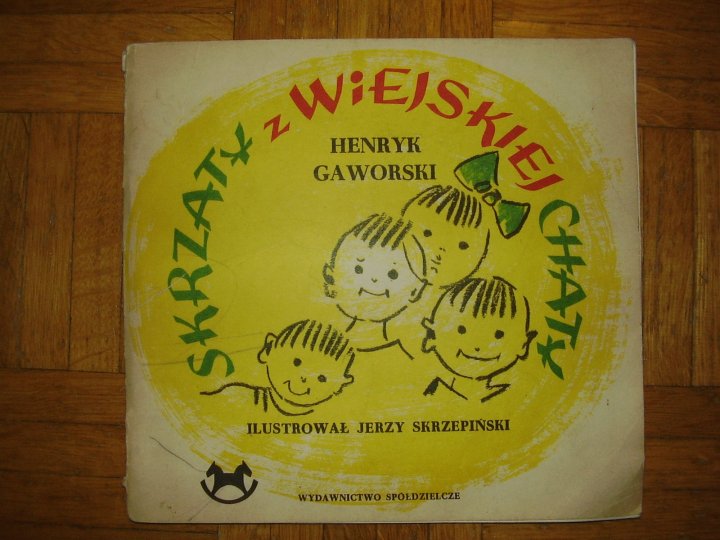 SKRZATY z WiEJSKiEJ CHATY
HENRYK
GAWORSKI
ILUSTROWAŁ JERZY SKRZEPIŃSKI
WYDAWNICTWO SPÓŁDZIELCZE